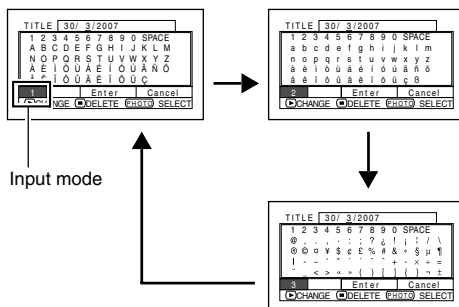 TITLE 30/ 3/2007
1 2 3 4 5 6 7 8 9 0 SPACE
A B C D E F G H I J K L M
N O P Q R S T U V W X Y Z
À È Ì Ò Ù Á É Í Ó Ú Ã Ñ Õ
Ö Ü Ä Ë Ï Ö Ü Ç
1 Enter Cancel
CHANGE DELETE PHOTO SELECT
Input mode
TITLE 30/ 3/2007
1 2 3 4 5 6 7 8 9 0 SPACE
a b c d e f g h i j k l m
n o p q r s t u v w x y z
à è ì ò ù á é í ó ú ã ñ õ
â ê î ô û ä ë ï ö ü ç ß
2 Enter Cancel
CHANGE DELETE PHOTO SELECT
TITLE 30/ 3/2007
1 2 3 4 5 6 7 8 9 0 SPACE
@ , . · : ; ? ¿ ! ¡ ¦ / \
® © ¤ ¥ $ ¢ £ % # & ° § µ ¶
+ - × ÷ =
< > « » ( ) [ ] { } ¬ ±
3 Enter Cancel
CHANGE DELETE PHOTO SELECT